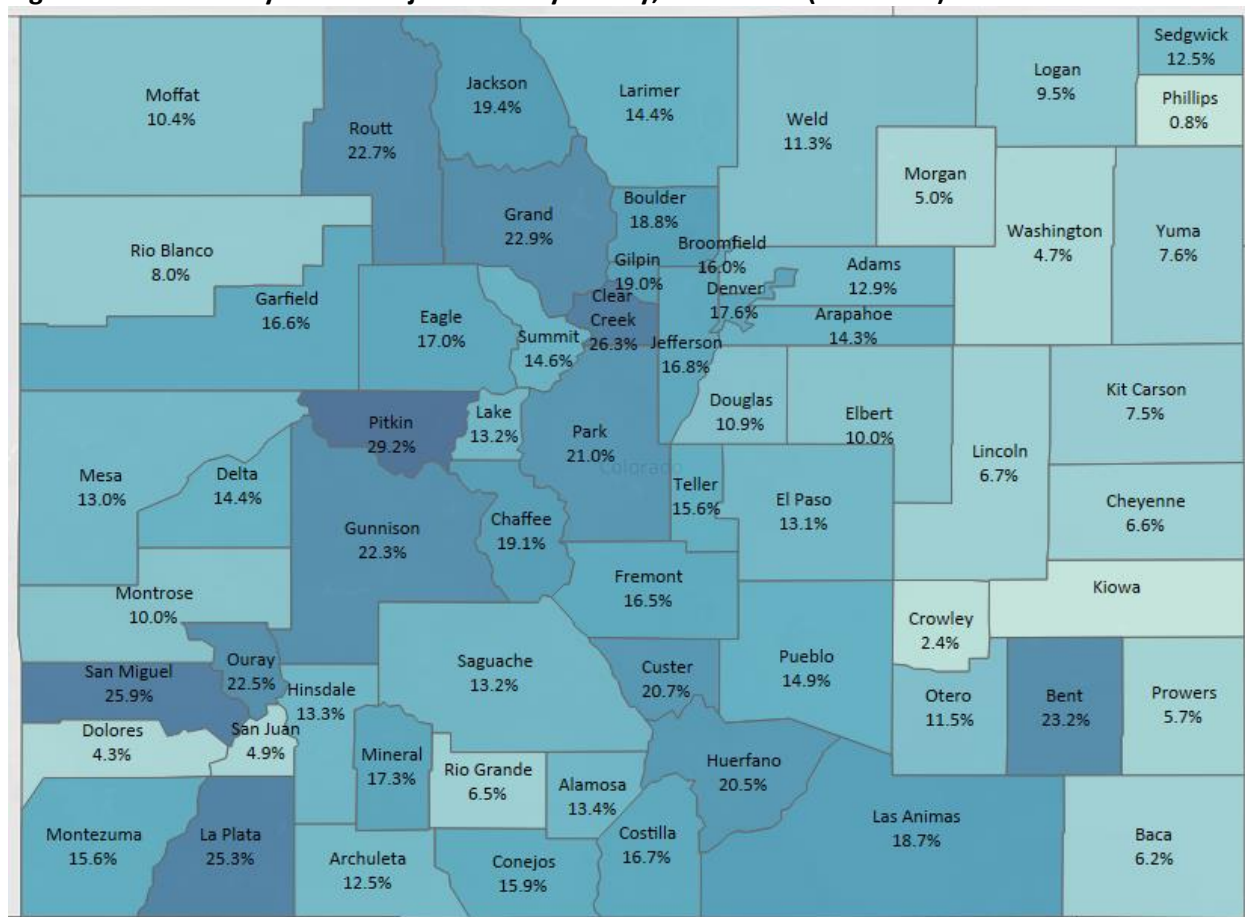 Moffat
10.4%
Routt
22.7%
Jackson
19.4%
Larimer
14.4%
Weld
11.3%
Logan
9.5%
Sedgwick
12.5%
Phillips
0.8%
Morgan
5.0%
Washington
4.7%
Yuma
7.6%
Rio Blanco
8.0%
Grand
22.9%
Boulder
18.8%
Broomfield
16.0%
Gilpin
19.0%
Adams
12.9%
Denver
17.6%
Garfield
16.6%
Eagle
17.0%
Summit
14.6%
Clear
Creek
26.3%
Jefferson
16.8%
Arapahoe
14.3%
Kit Carson
7.5%
Pitkin
29.2%
Lake
13.2%
Park
21.0%
Colorado
Douglas
10.9%
Elbert
10.0%
Lincoln
6.7%
Mesa
13.0%
Delta
14.4%
Gunnison
22.3%
Chaffee
19.1%
Teller
15.6%
El Paso
13.1%
Cheyenne
6.6%
Montrose
10.0%
Fremont
16.5%
Kiowa
Crowley
2.4%
San Miguel
25.9%
Ouray
22.5%
Hinsdale
13.3%
Saguache
13.2%
Custer
20.7%
Pueblo
14.9%
Otero
11.5%
Bent
23.2%
Prowers
5.7%
Dolores
4.3%
San Juan
4.9%
Mineral
17.3%
Rio Grande
6.5%
Alamosa
13.4%
Huerfano
20.5%
Montezuma
15.6%
La Plata
25.3%
Archuleta
12.5%
Conejos
15.9%
Costilla
16.7%
Las Animas
18.7%
Baca
6.2%